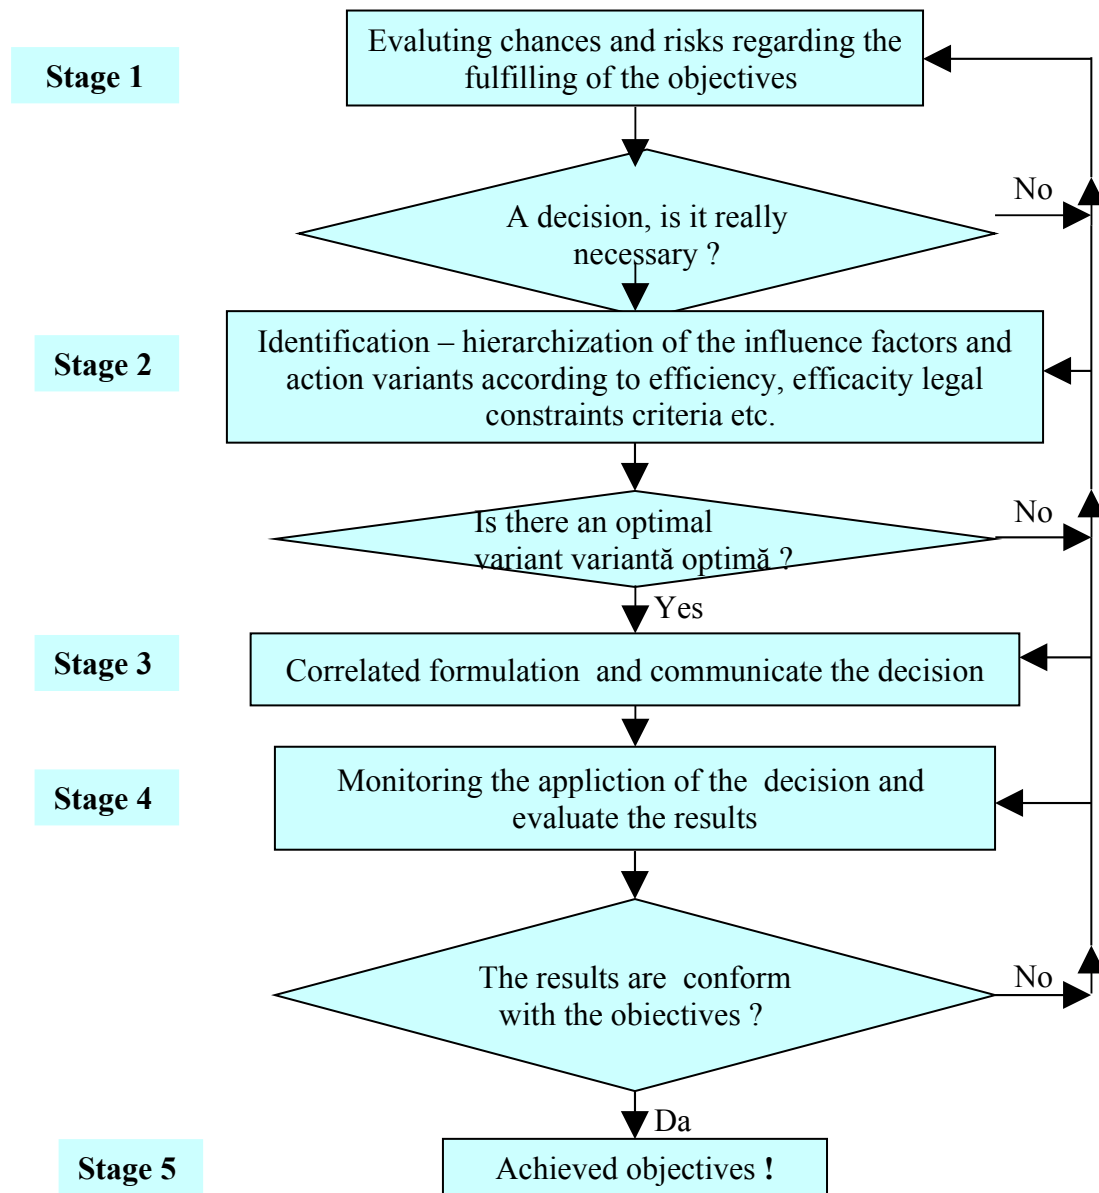 Stage 1
Evaluting chances and risks regarding the
fulfilling of the objectives
No
A decision, is it really
necessary ?
Stage 2
Identification – hierarchization of the influence factors and
action variants according to efficiency, efficacity legal
constraints criteria etc.
No
Is there an optimal
variant variantă optimă ?
Yes
Stage 3
Correlated formulation and communicate the decision
Stage 4
Monitoring the appliction of the decision and
evaluate the results
The results are conform
with the obiectives ?
No
Da
Stage 5
Achieved objectives !